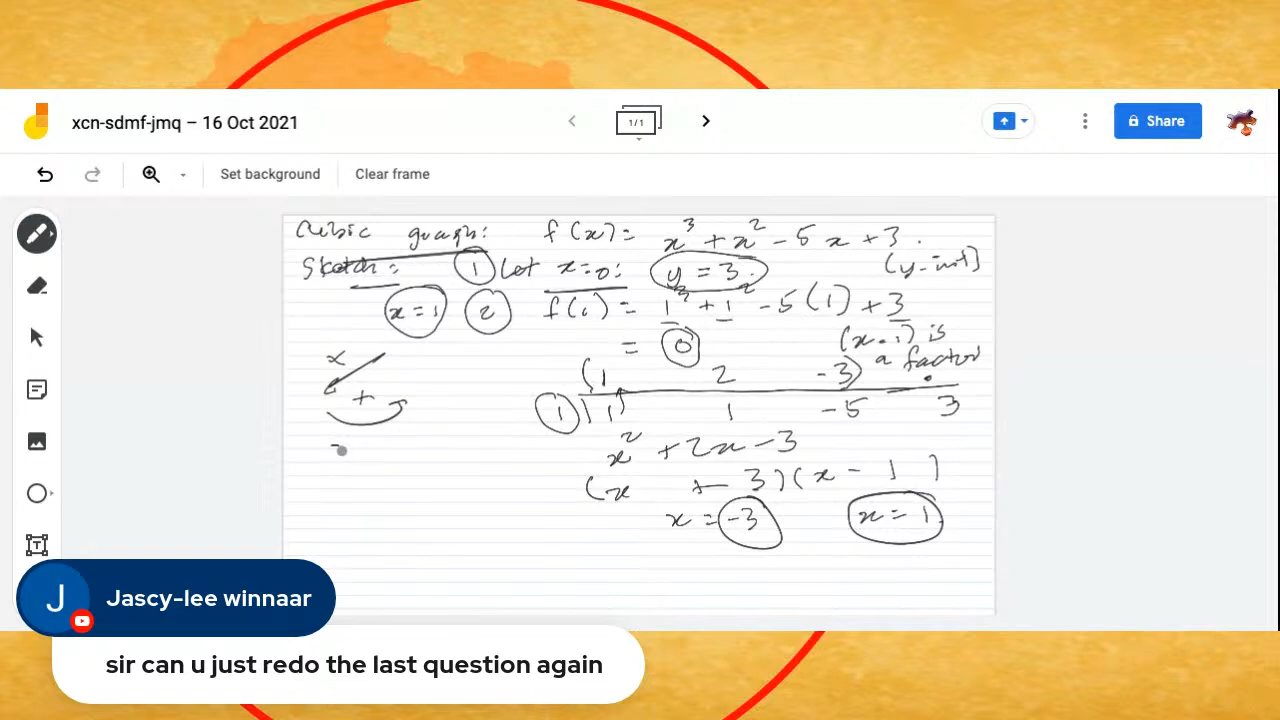 xcn-sdmf-jmq – 16 Oct 2021
1/1
Share
Set background
Clear frame
Cubic graph: f(x) = x³ + x² - 5x + 3.
Sketch: ① Let x=0: y = 3. (y-int)
x=1 ② f(1) = 1³ + 1² - 5(1) + 3
= 0 (x-1) is
a factor
x
(1 2 -3)
+
1 | 1 1 -5 3
x² + 2x - 3
(x + 3)(x - 1)
x = -3 x = 1
T
J
Jascy-lee winnaar
sir can u just redo the last question again